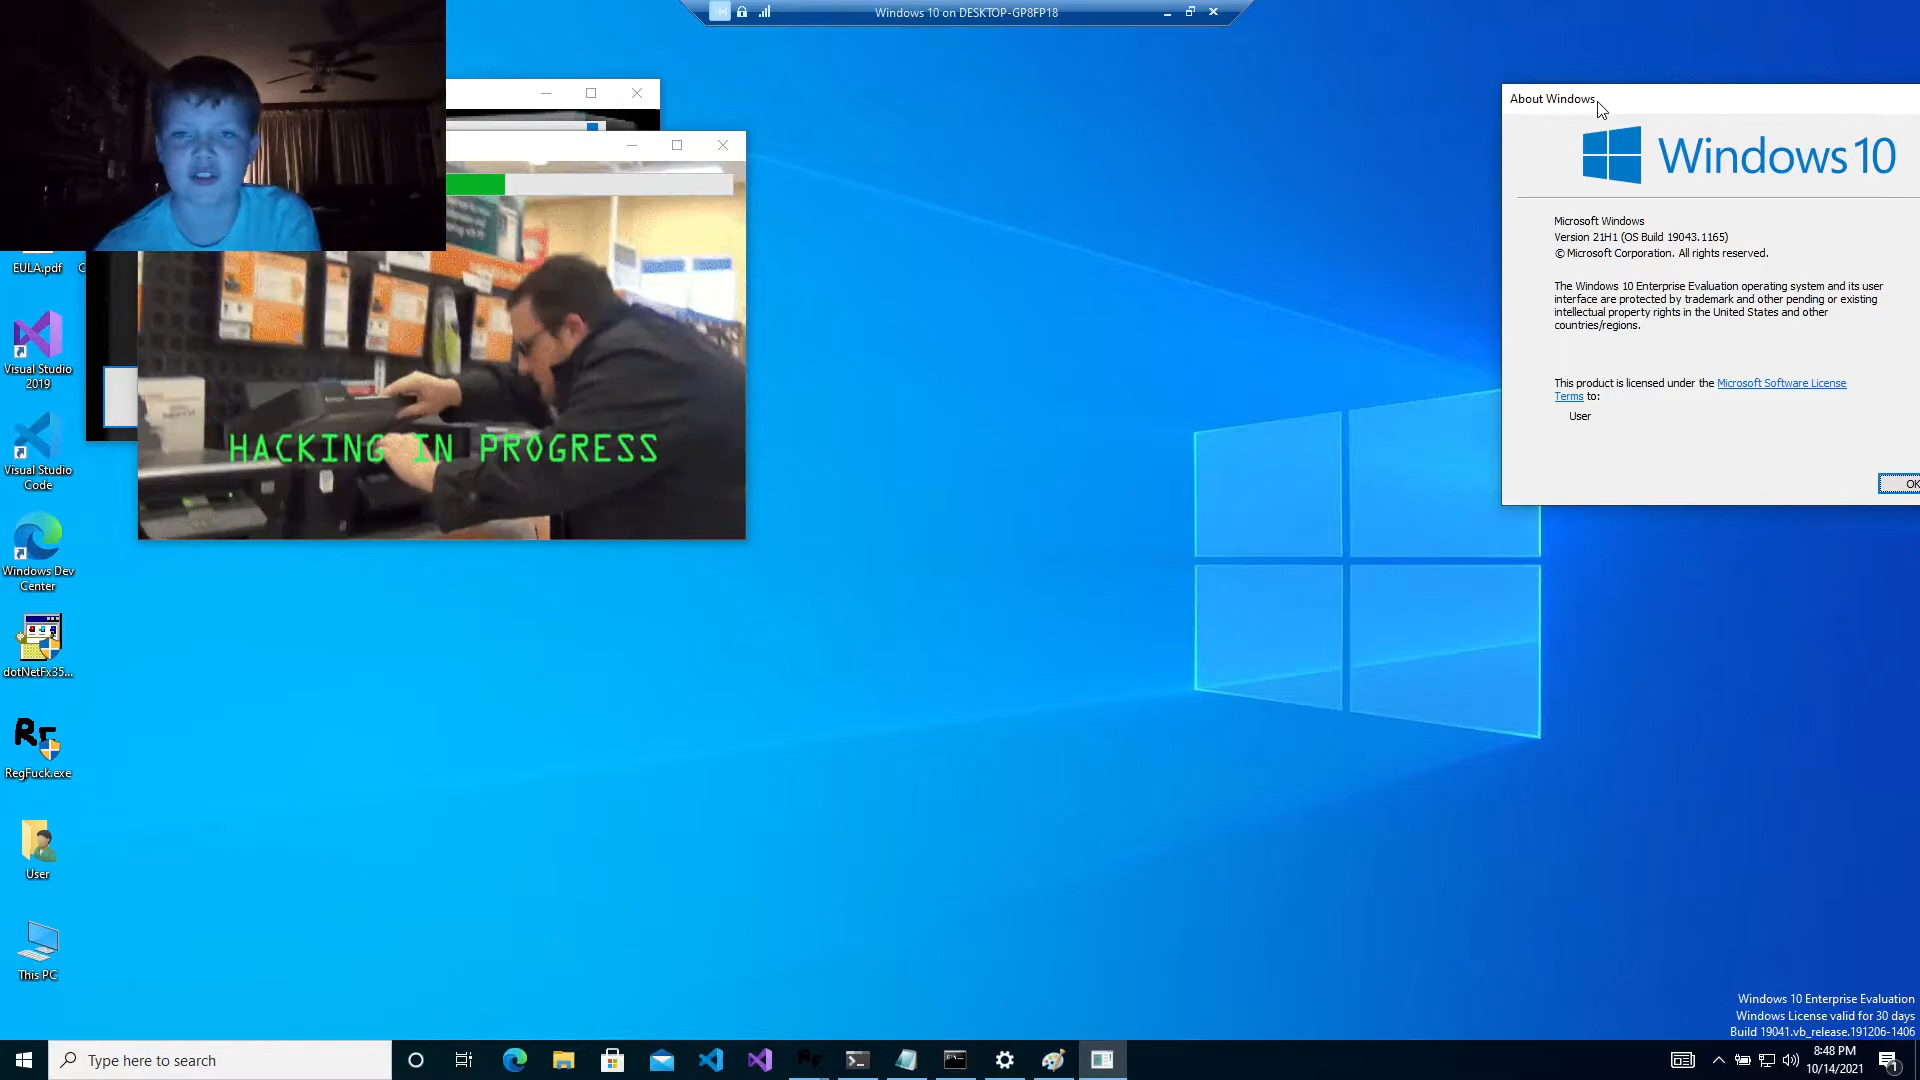 Windows 10 on DESKTOP-GP8FP18
About Windows
Windows 10
Microsoft Windows
Version 21H1 (OS Build 19043.1165)
© Microsoft Corporation. All rights reserved.
The Windows 10 Enterprise Evaluation operating system and its user
interface are protected by trademark and other pending or existing
intellectual property rights in the United States and other
countries/regions.
This product is licensed under the Microsoft Software License
Terms to:
User
OK
HACKING IN PROGRESS
EULA.pdf
C
Visual Studio
2019
Visual Studio
Code
Windows Dev
Center
dotNetFx35...
RF
RegFuck.exe
User
This PC
Windows 10 Enterprise Evaluation
Windows License valid for 30 days
Build 19041.vb_release.191206-1406
Type here to search
8:48 PM
10/14/2021
1